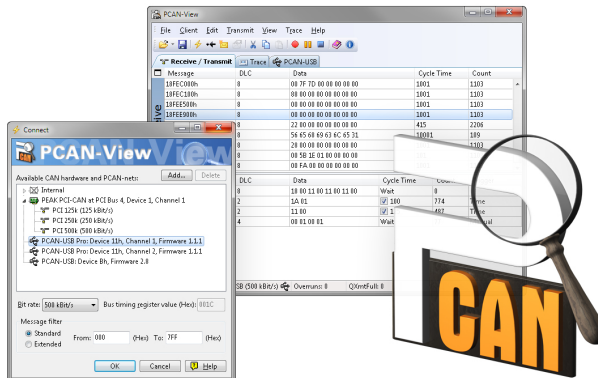 PCAN-View
File Client Edit Transmit View Trace Help
Receive / Transmit Trace PCAN-USB
Message DLC Data Cycle Time Count
18FEC000h 8 08 7F 7D 00 00 00 00 00 1001 1103
18FEC100h 8 00 00 00 00 00 00 00 00 1001 1103
18FEE500h 8 00 00 00 00 00 00 00 00 1001 1103
18FEE900h 8 00 00 00 00 00 00 00 00 1001 1103
8 22 00 00 00 00 00 00 00 415 2206
8 56 65 68 69 63 6C 65 31 10001 109
8 28 00 00 00 00 00 00 00 1103
8 00 5B 1E 01 00 00 00 00
8 00 FA 00 00 00 00 00 00
DLC Data Cycle Time
8 10 00 11 00 11 00 11 00 Wait 0
2 1A 01 100 774 Time
2 11 00 487
4 00 01 00 01 Wait
SB (500 kBit/s) Overruns: 0 QXmtFull: 0
Connect
PCAN-View
Available CAN hardware and PCAN-nets: Add... Delete
Internal
PEAK PCI-CAN at PCI Bus 4, Device 1, Channel 1
PCI 125k (125 kBit/s)
PCI 250k (250 kBit/s)
PCI 500k (500 kBit/s)
PCAN-USB Pro: Device 11h, Channel 1, Firmware 1.1.1
PCAN-USB Pro: Device 11h, Channel 2, Firmware 1.1.1
PCAN-USB: Device Bh, Firmware 2.8
Bit rate: 500 kBit/s Bus timing register value (Hex): 001C
Message filter
Standard
Extended
From: 000 (Hex) To: 7FF (Hex)
OK Cancel Help
CAN